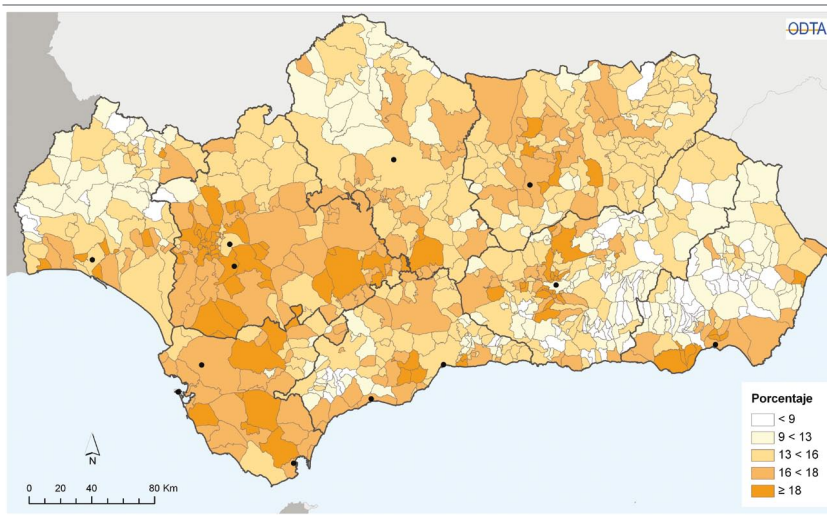 ODTA
Porcentaje
< 9
9 < 13
13 < 16
16 < 18
≥ 18
N
0 20 40 80 Km